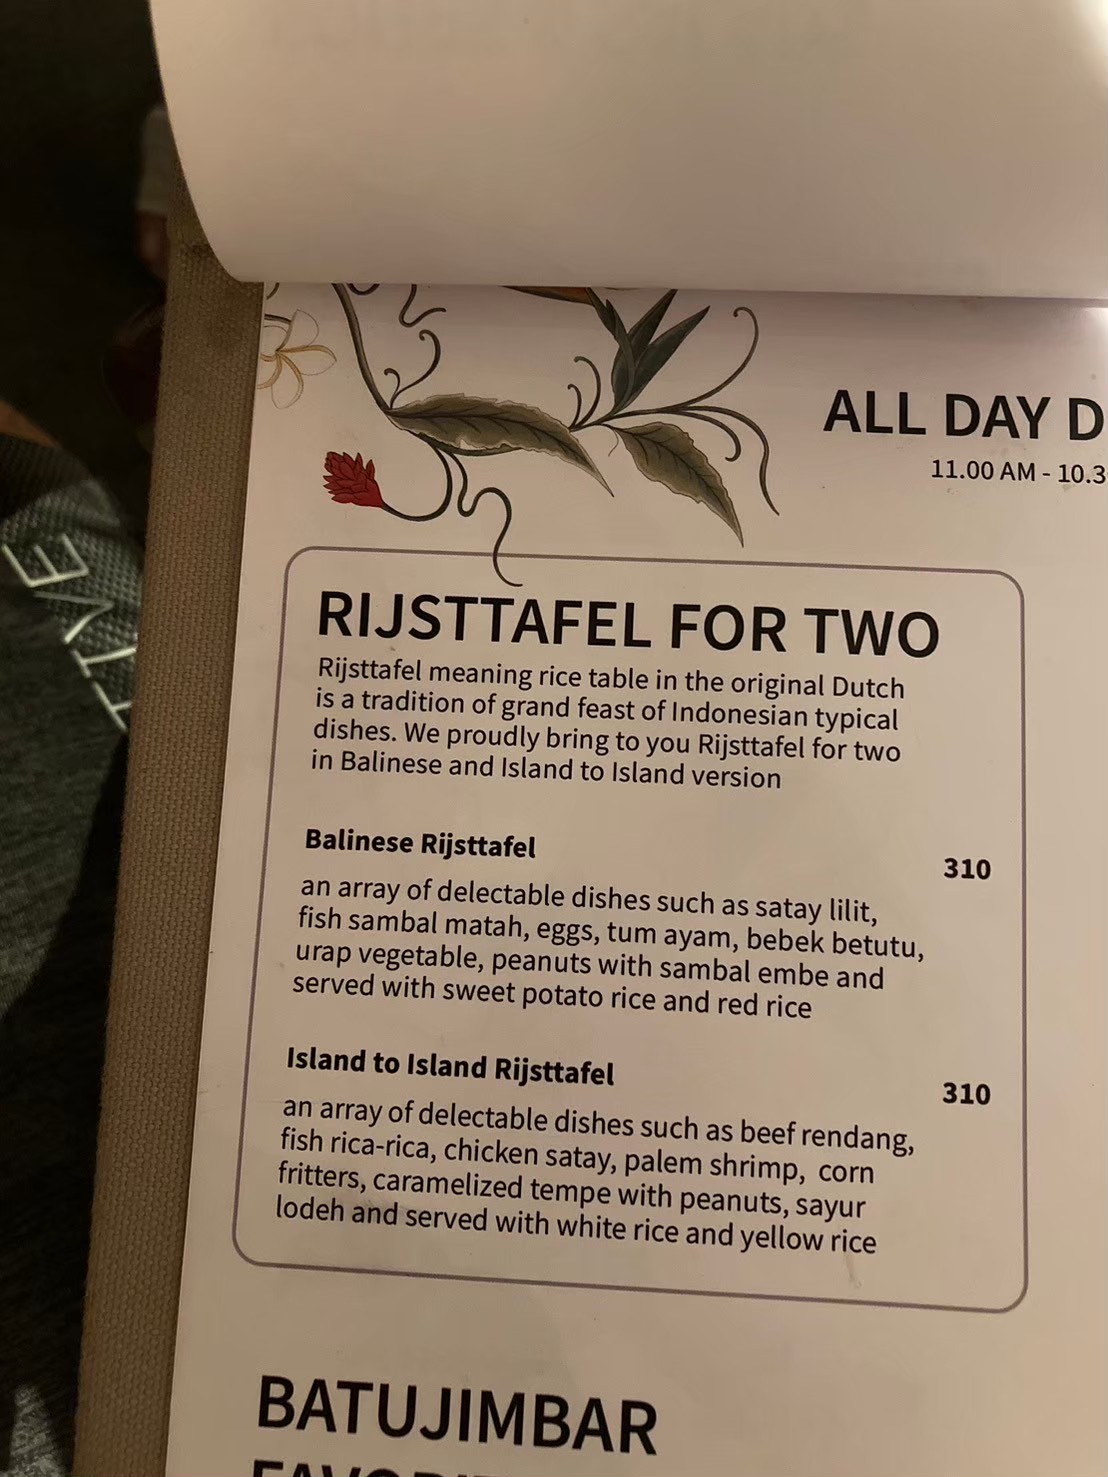 ALL DAY D
11.00 AM - 10.3
RIJSTTAFEL FOR TWO
Rijsttafel meaning rice table in the original Dutch
is a tradition of grand feast of Indonesian typical
dishes. We proudly bring to you Rijsttafel for two
in Balinese and Island to Island version
Balinese Rijsttafel
310
an array of delectable dishes such as satay lilit,
fish sambal matah, eggs, tum ayam, bebek betutu,
urap vegetable, peanuts with sambal embe and
served with sweet potato rice and red rice
Island to Island Rijsttafel
310
an array of delectable dishes such as beef rendang,
fish rica-rica, chicken satay, palem shrimp, corn
fritters, caramelized tempe with peanuts, sayur
lodeh and served with white rice and yellow rice
BATUJIMBAR